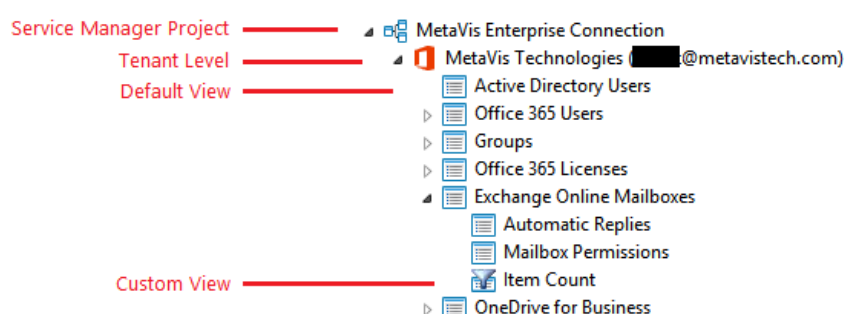 Service Manager Project MetaVis Enterprise Connection
Tenant Level MetaVis Technologies ( @metavistech.com)
Default View Active Directory Users
Office 365 Users
Groups
Office 365 Licenses
Exchange Online Mailboxes
Automatic Replies
Mailbox Permissions
Custom View Item Count
OneDrive for Business